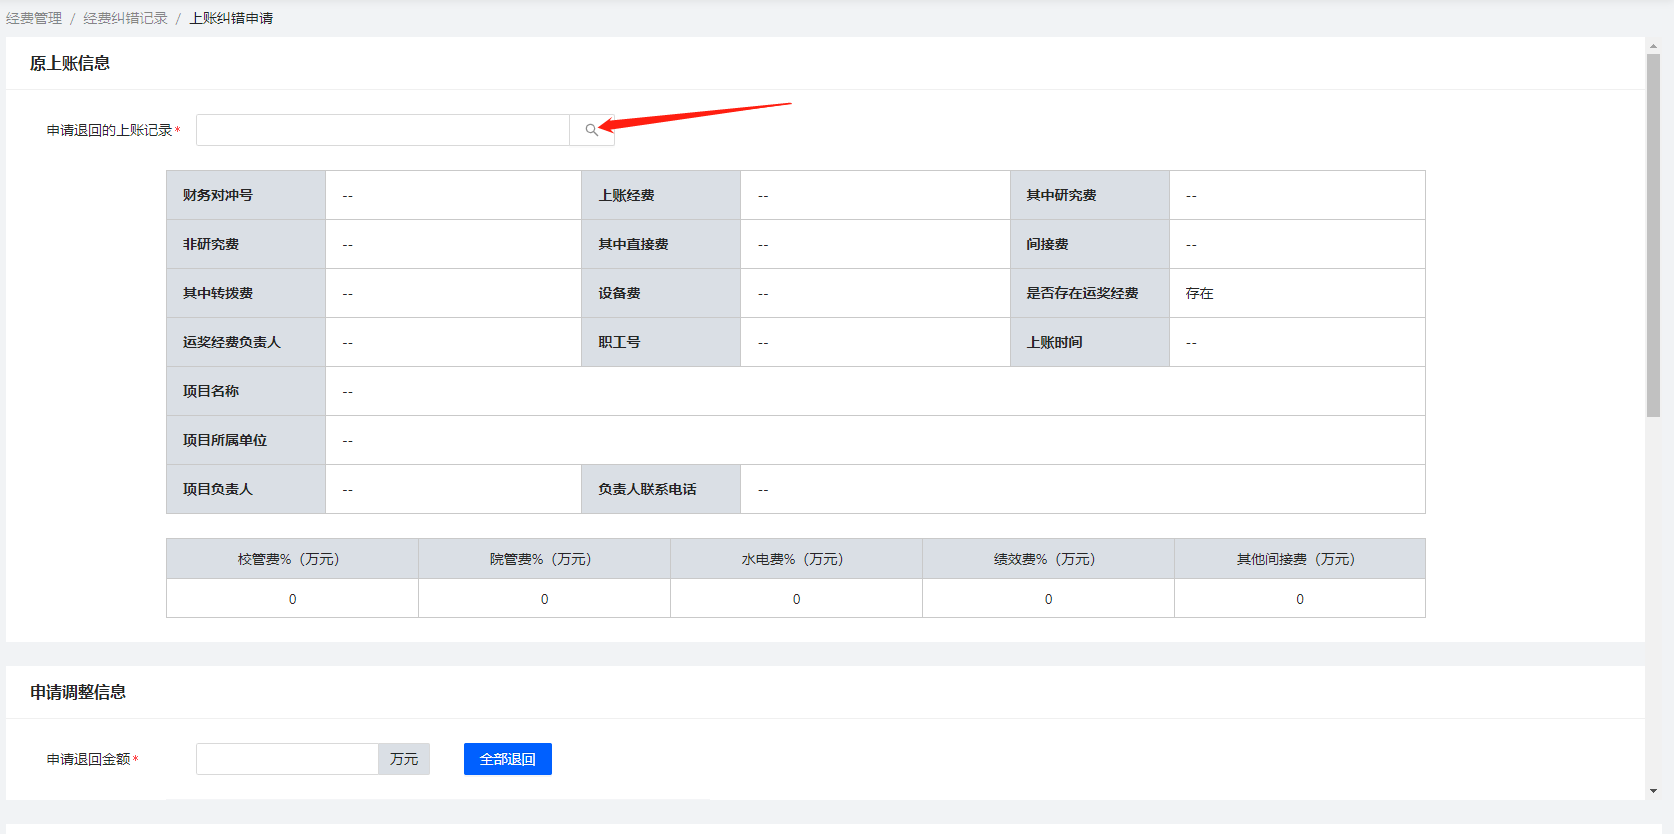 经费管理 / 经费纠错记录 / 上账纠错申请
原上账信息
申请退回的上账记录*
财务对冲号 -- 上账经费 -- 其中研究费 --
非研究费 -- 其中直接费 -- 间接费 --
其中转拨费 -- 设备费 -- 是否存在运奖经费 存在
运奖经费负责人 -- 职工号 -- 上账时间 --
项目名称 --
项目所属单位 --
项目负责人 -- 负责人联系电话 --
校管费%（万元） 院管费%（万元） 水电费%（万元） 绩效费%（万元） 其他间接费（万元）
0 0 0 0 0
申请调整信息
申请退回金额* 万元 全部退回